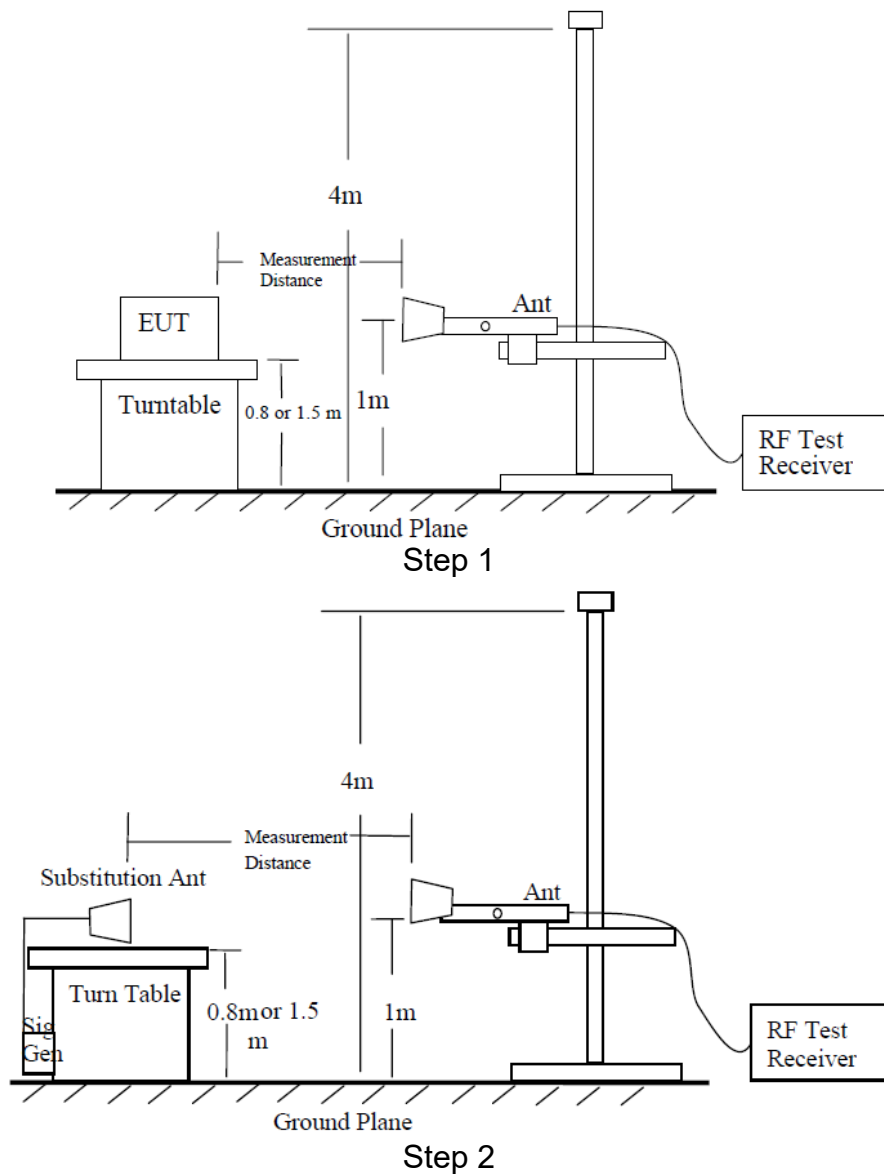 4m
Measurement
Distance
EUT
Ant
Turntable
0.8 or 1.5 m
1m
RF Test
Receiver
Ground Plane
Step 1
4m
Measurement
Distance
Substitution Ant
Ant
Turn Table
0.8m or 1.5
m
1m
Sig
Gen
RF Test
Receiver
Ground Plane
Step 2